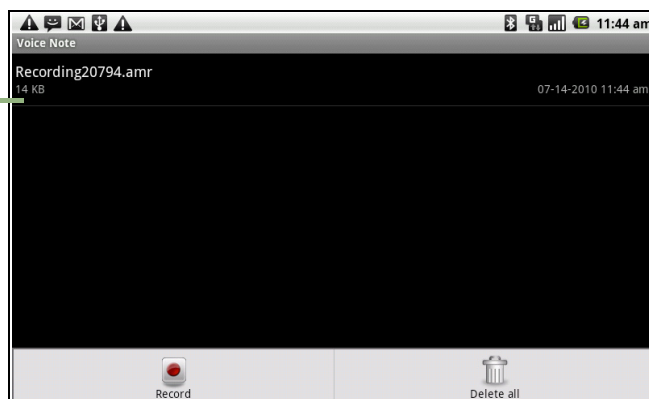 11:44 am
Voice Note
Recording20794.amr
14 KB 07-14-2010 11:44 am
Record Delete all